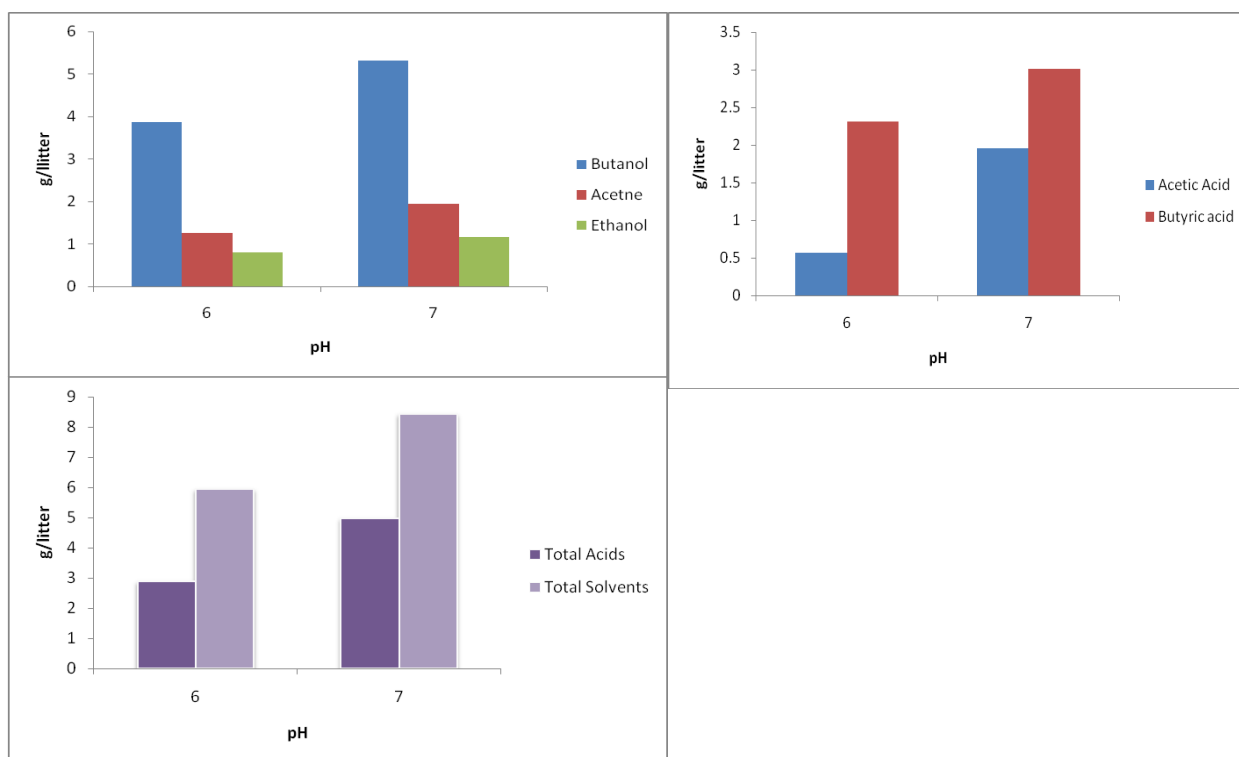 6
5
4
3
2
1
0
g/llitter
6 7
pH
Butanol
Acetne
Ethanol
3.5
3
2.5
2
1.5
1
0.5
0
g/litter
6 7
pH
Acetic Acid
Butyric acid
9
8
7
6
5
4
3
2
1
0
g/litter
6 7
pH
Total Acids
Total Solvents